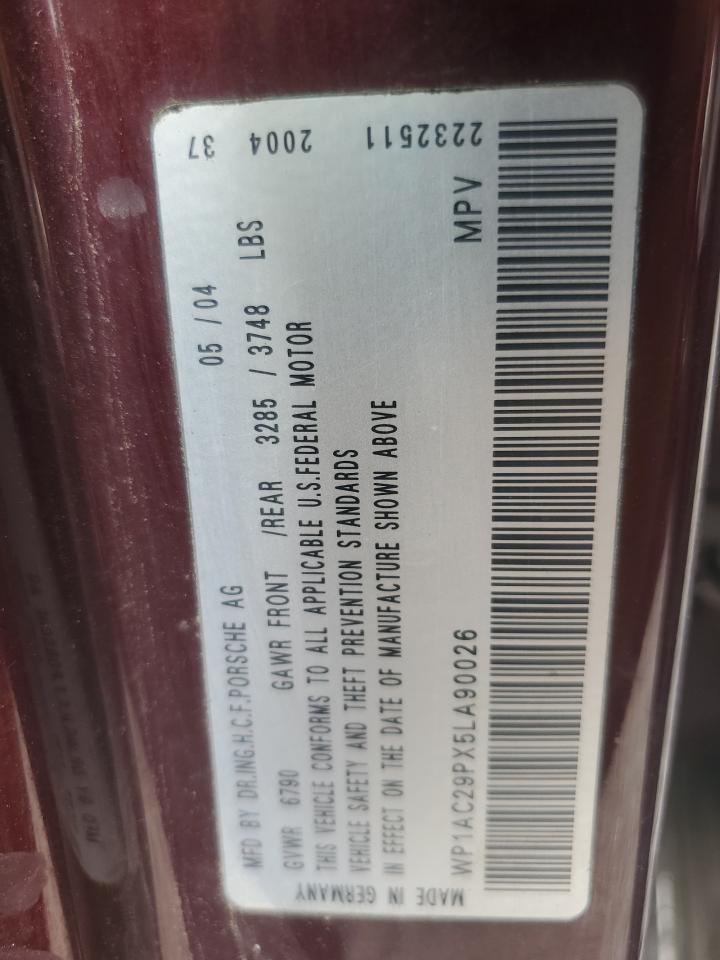 MFD BY DR.ING.H.C.F.PORSCHE AG 05 / 04
GVWR 6790 GAWR FRONT /REAR 3285 / 3748 LBS
THIS VEHICLE CONFORMS TO ALL APPLICABLE U.S.FEDERAL MOTOR
VEHICLE SAFETY AND THEFT PREVENTION STANDARDS
IN EFFECT ON THE DATE OF MANUFACTURE SHOWN ABOVE
WP1AC29PX5LA90026 MPV
MADE IN GERMANY
2232511 2004 37